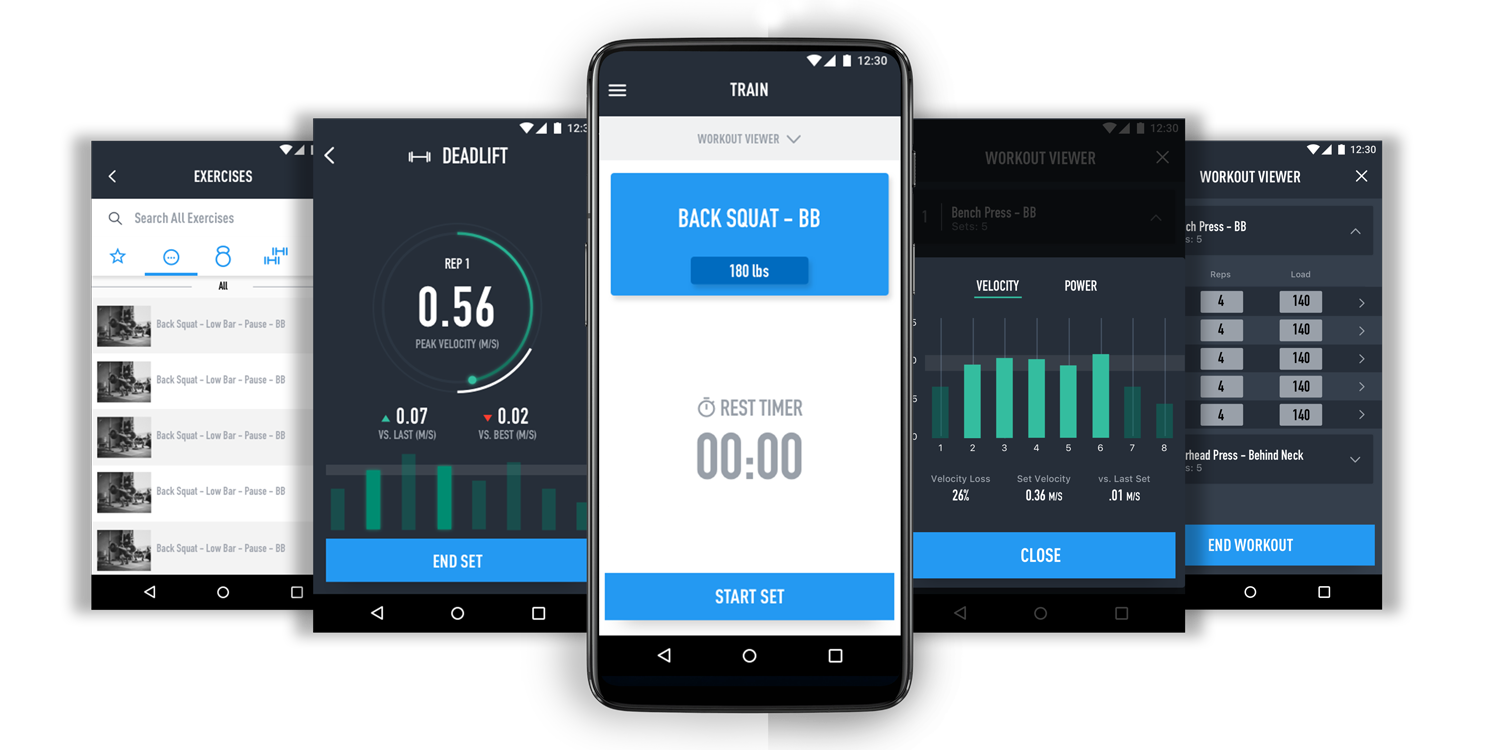 EXERCISES
Search All Exercises
All
Back Squat - Low Bar - Pause - BB
Back Squat - Low Bar - Pause - BB
Back Squat - Low Bar - Pause - BB
Back Squat - Low Bar - Pause - BB
Back Squat - Low Bar - Pause - BB
DEADLIFT
REP 1
0.56
PEAK VELOCITY (M/S)
0.07 0.02
VS. LAST (M/S) VS. BEST (M/S)
END SET
12:30
TRAIN
WORKOUT VIEWER
BACK SQUAT - BB
180 lbs
REST TIMER
00:00
START SET
12:30
WORKOUT VIEWER
1 Bench Press - BB
Sets: 5
VELOCITY POWER
1 2 3 4 5 6 7 8
Velocity Loss Set Velocity vs. Last Set
26% 0.36 M/S .01 M/S
CLOSE
12:30
WORKOUT VIEWER
ch Press - BB
s: 5
Reps Load
4 140
4 140
4 140
4 140
4 140
rhead Press - Behind Neck
s: 5
END WORKOUT